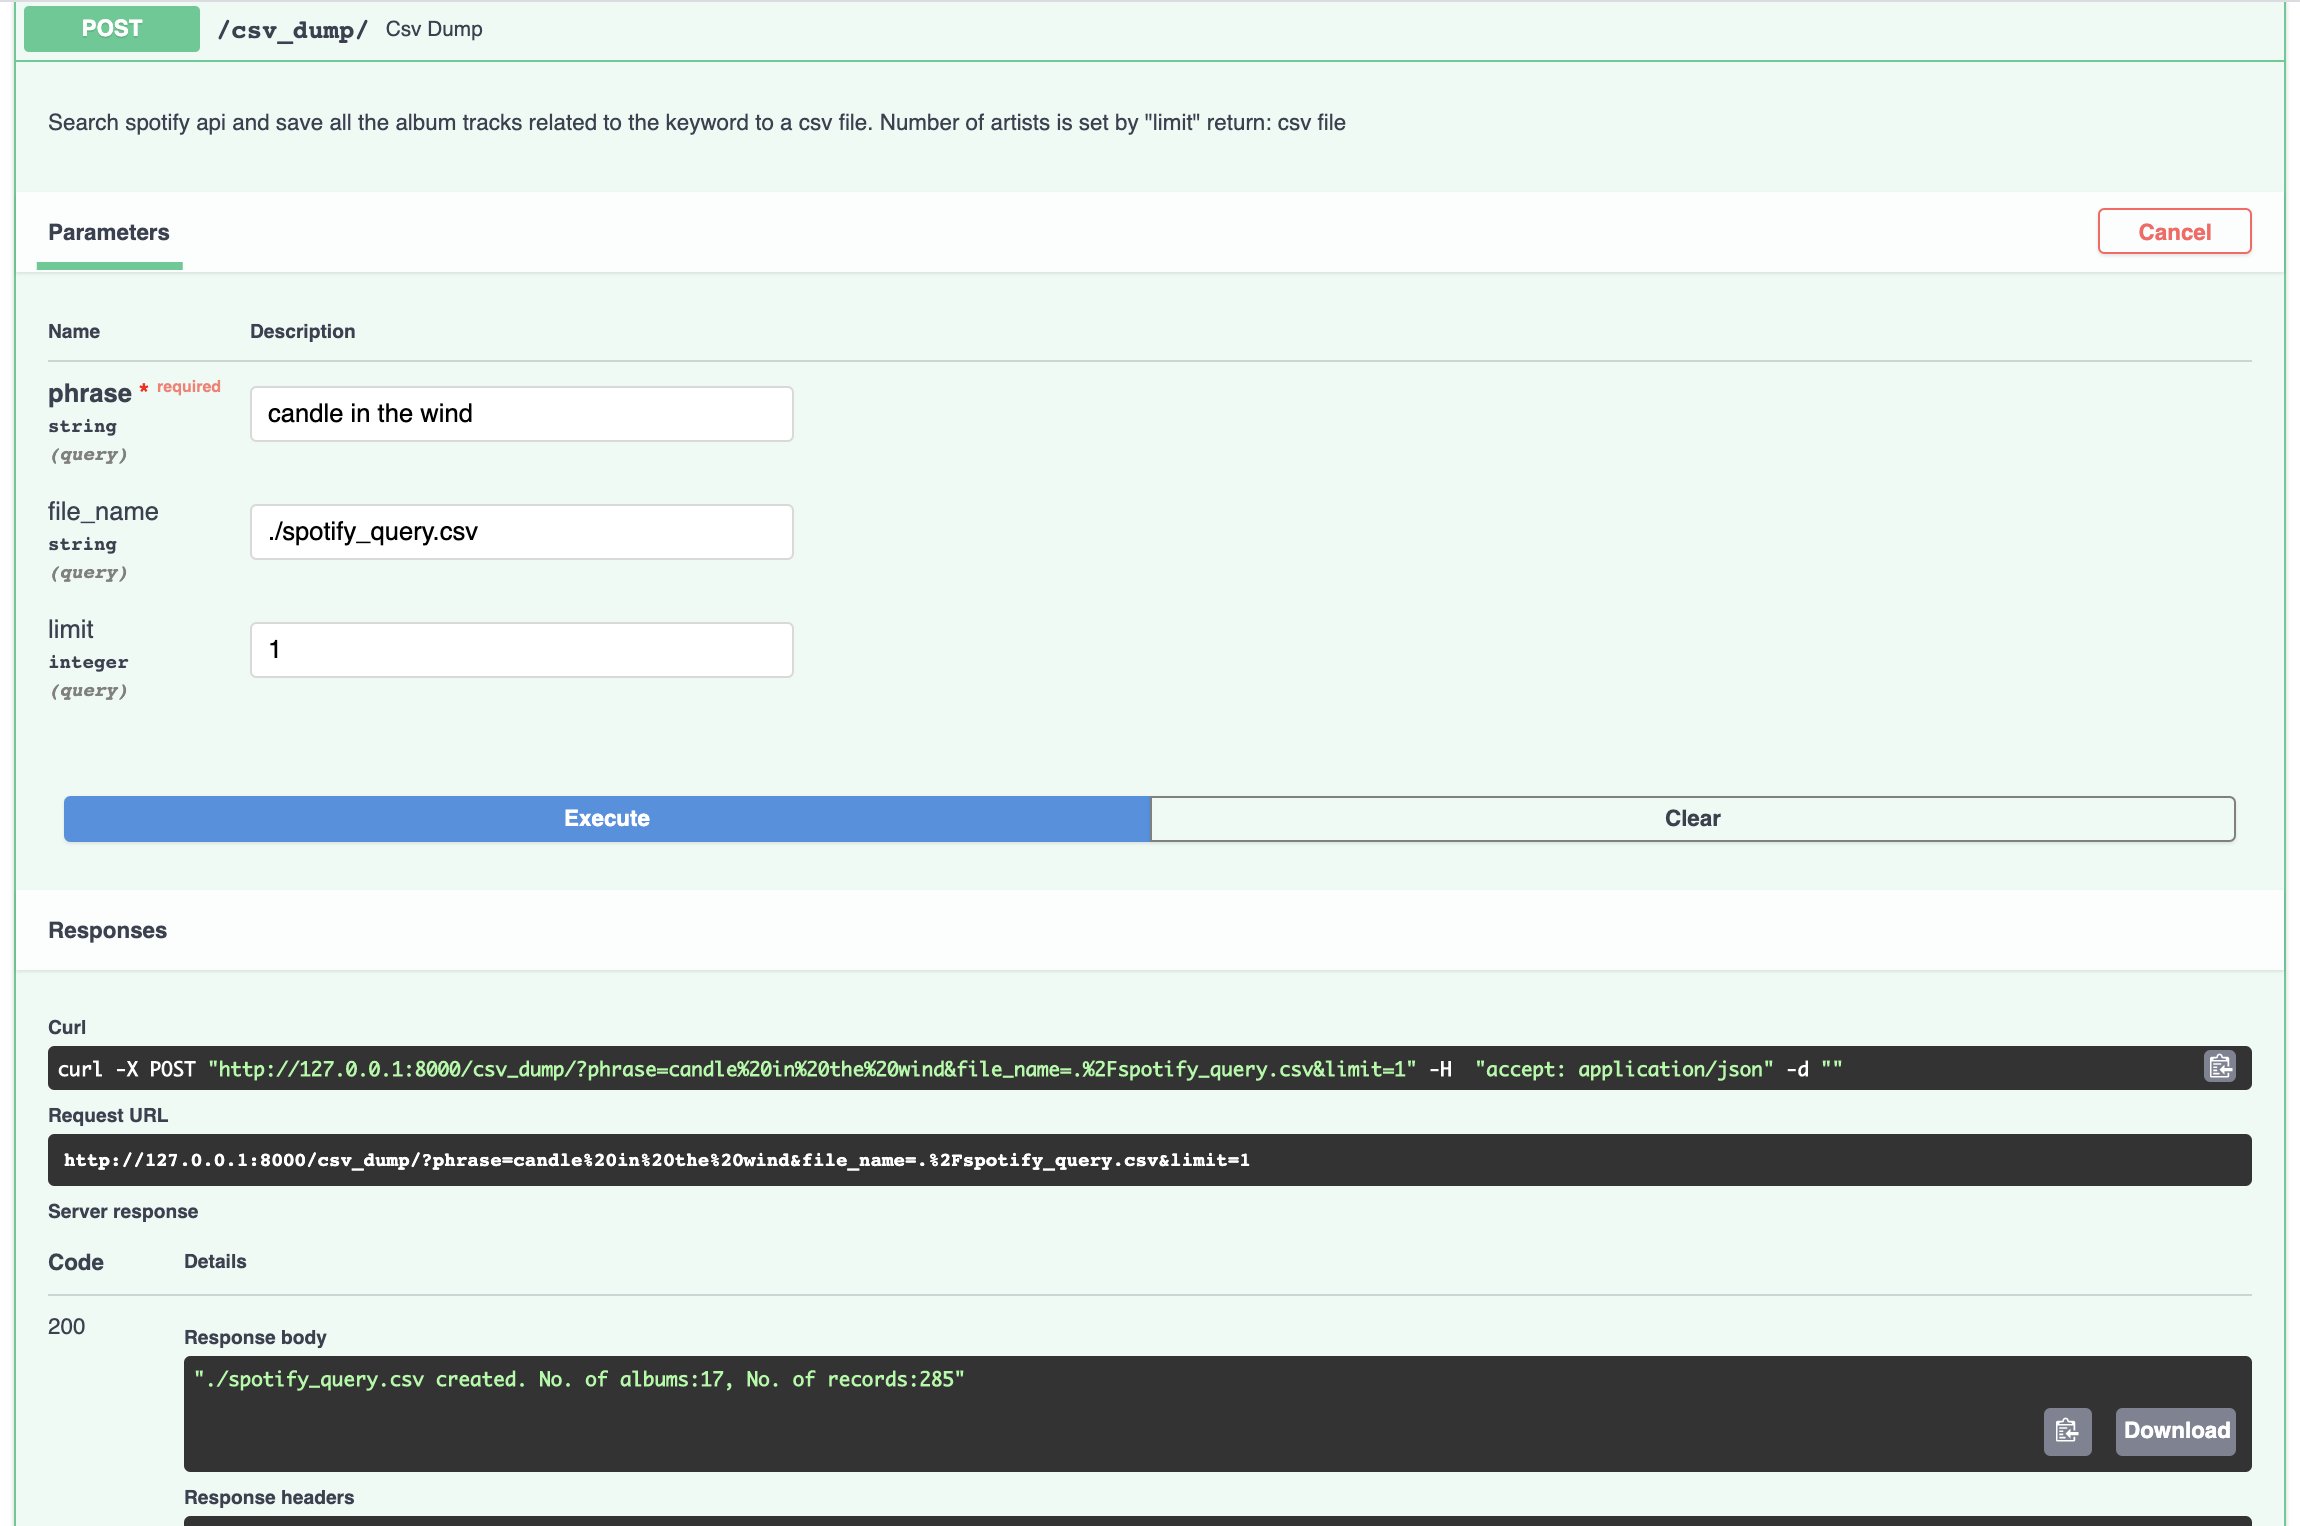 POST /csv_dump/ Csv Dump
Search spotify api and save all the album tracks related to the keyword to a csv file. Number of artists is set by "limit" return: csv file
Parameters
Cancel
Name Description
phrase * required
string
(query)
candle in the wind
file_name
string
(query)
./spotify_query.csv
limit
integer
(query)
1
Execute
Clear
Responses
Curl
curl -X POST "http://127.0.0.1:8000/csv_dump/?phrase=candle%20in%20the%20wind&file_name=.%2Fspotify_query.csv&limit=1" -H  "accept: application/json" -d ""
Request URL
http://127.0.0.1:8000/csv_dump/?phrase=candle%20in%20the%20wind&file_name=.%2Fspotify_query.csv&limit=1
Server response
Code Details
200
Response body
"./spotify_query.csv created. No. of albums:17, No. of records:285"
Download
Response headers